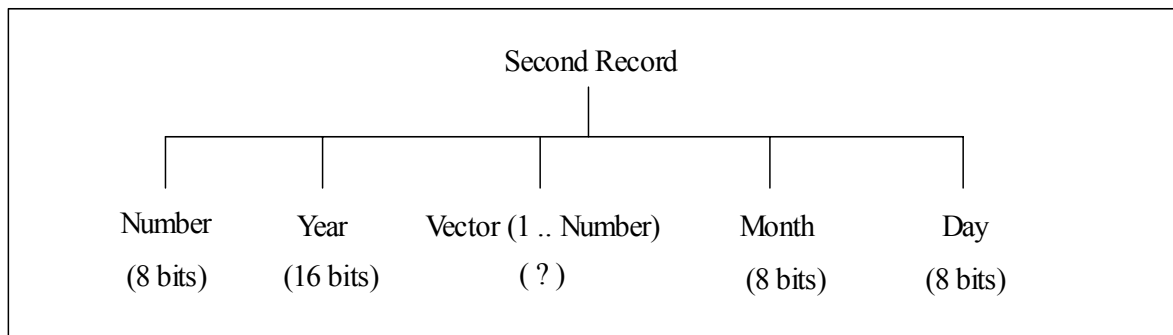 Second Record
Number Year Vector (1 .. Number) Month Day
(8 bits) (16 bits) ( ? ) (8 bits) (8 bits)